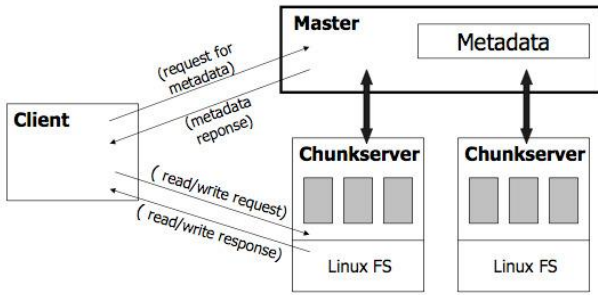 Master
Metadata
(request for
metadata)
(metadata
reponse)
Client
( read/write request)
( read/write response)
Chunkserver
Linux FS
Chunkserver
Linux FS